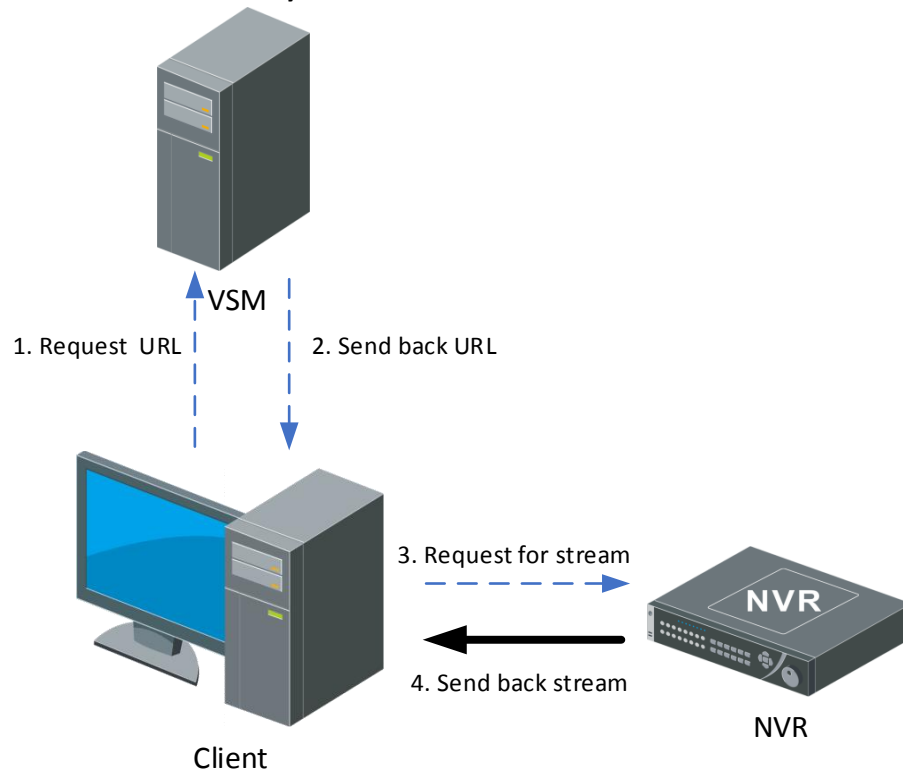 VSM
1. Request URL
2. Send back URL
3. Request for stream
NVR
4. Send back stream
NVR
Client